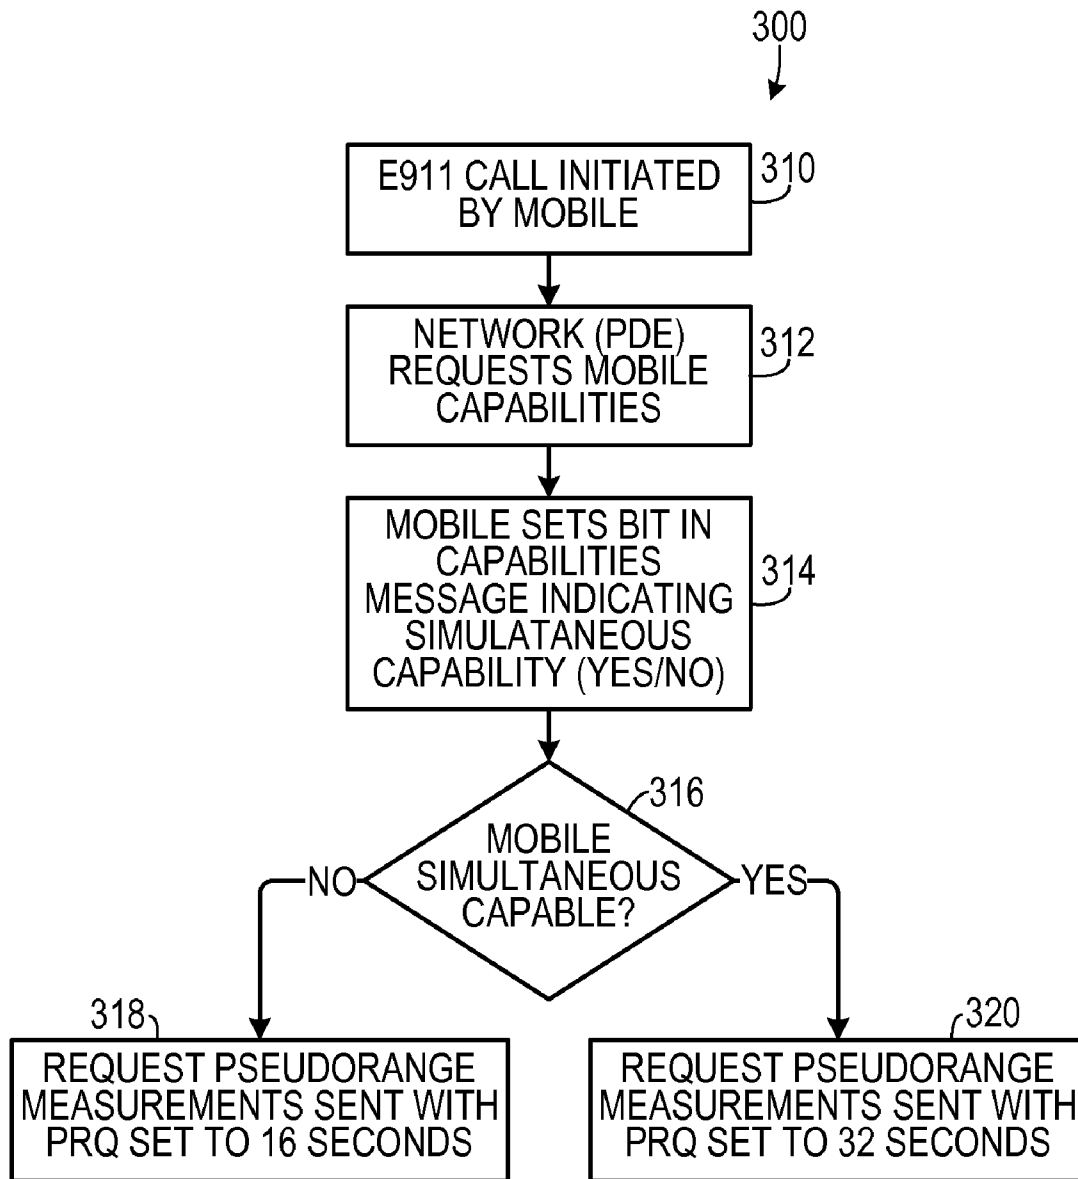 300
E911 CALL INITIATED
BY MOBILE
310
NETWORK (PDE)
REQUESTS MOBILE
CAPABILITIES
312
MOBILE SETS BIT IN
CAPABILITIES
MESSAGE INDICATING
SIMULATANEOUS
CAPABILITY (YES/NO)
314
316
MOBILE
SIMULTANEOUS
CAPABLE?
NO
YES
318
REQUEST PSEUDORANGE
MEASUREMENTS SENT WITH
PRQ SET TO 16 SECONDS
320
REQUEST PSEUDORANGE
MEASUREMENTS SENT WITH
PRQ SET TO 32 SECONDS